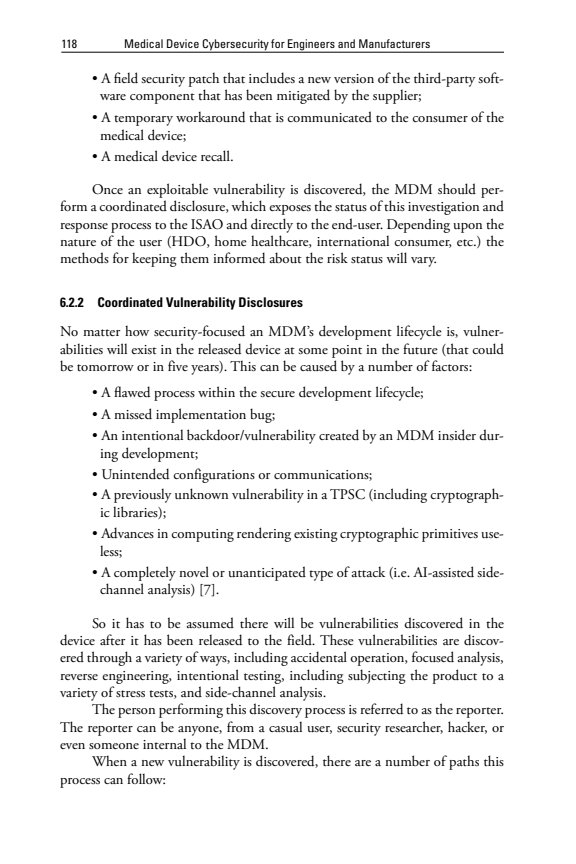 118 Medical Device Cybersecurity for Engineers and Manufacturers
• A field security patch that includes a new version of the third-party soft-
ware component that has been mitigated by the supplier;
• A temporary workaround that is communicated to the consumer of the
medical device;
• A medical device recall.
Once an exploitable vulnerability is discovered, the MDM should per-
form a coordinated disclosure, which exposes the status of this investigation and
response process to the ISAO and directly to the end-user. Depending upon the
nature of the user (HDO, home healthcare, international consumer, etc.) the
methods for keeping them informed about the risk status will vary.
6.2.2 Coordinated Vulnerability Disclosures
No matter how security-focused an MDM’s development lifecycle is, vulner-
abilities will exist in the released device at some point in the future (that could
be tomorrow or in five years). This can be caused by a number of factors:
• A flawed process within the secure development lifecycle;
• A missed implementation bug;
• An intentional backdoor/vulnerability created by an MDM insider dur-
ing development;
• Unintended configurations or communications;
• A previously unknown vulnerability in a TPSC (including cryptograph-
ic libraries);
• Advances in computing rendering existing cryptographic primitives use-
less;
• A completely novel or unanticipated type of attack (i.e. AI-assisted side-
channel analysis) [7].
So it has to be assumed there will be vulnerabilities discovered in the
device after it has been released to the field. These vulnerabilities are discov-
ered through a variety of ways, including accidental operation, focused analysis,
reverse engineering, intentional testing, including subjecting the product to a
variety of stress tests, and side-channel analysis.
The person performing this discovery process is referred to as the reporter.
The reporter can be anyone, from a casual user, security researcher, hacker, or
even someone internal to the MDM.
When a new vulnerability is discovered, there are a number of paths this
process can follow: